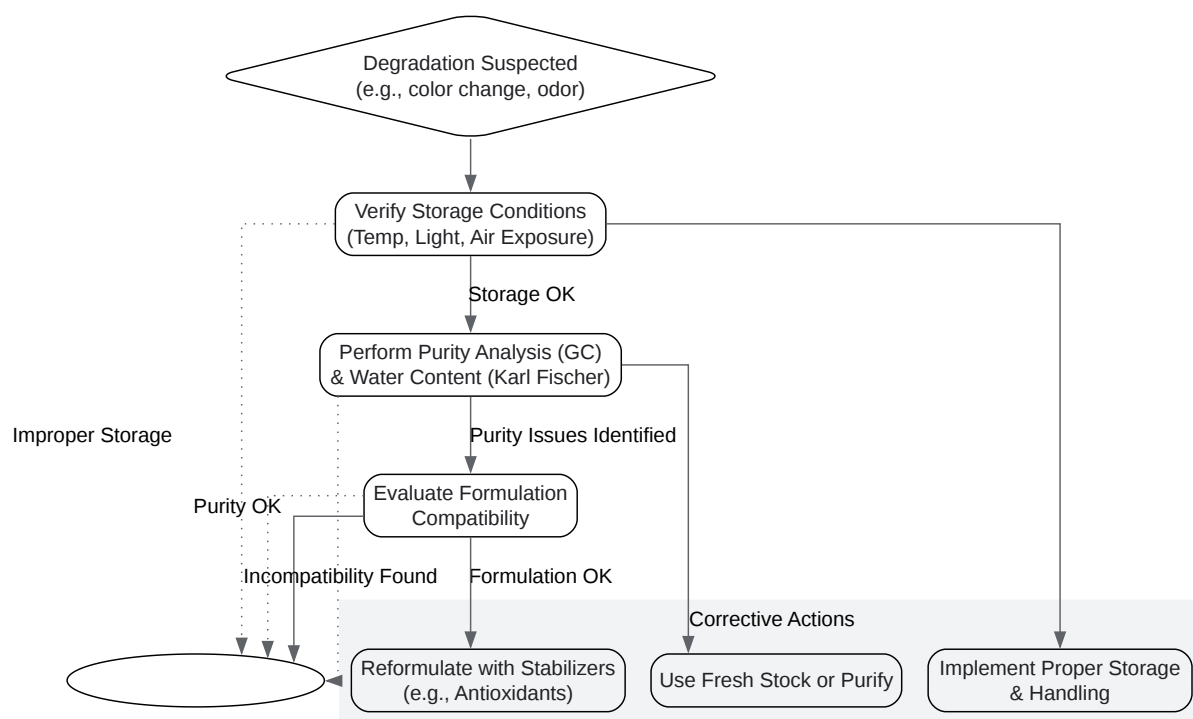 Degradation Suspected
(e.g., color change, odor)
Verify Storage Conditions
(Temp, Light, Air Exposure)
Storage OK
Perform Purity Analysis (GC)
& Water Content (Karl Fischer)
Improper Storage
Purity Issues Identified
Evaluate Formulation
Compatibility
Purity OK
Incompatibility Found
Formulation OK
Corrective Actions
Reformulate with Stabilizers
(e.g., Antioxidants)
Use Fresh Stock or Purify
Implement Proper Storage
& Handling